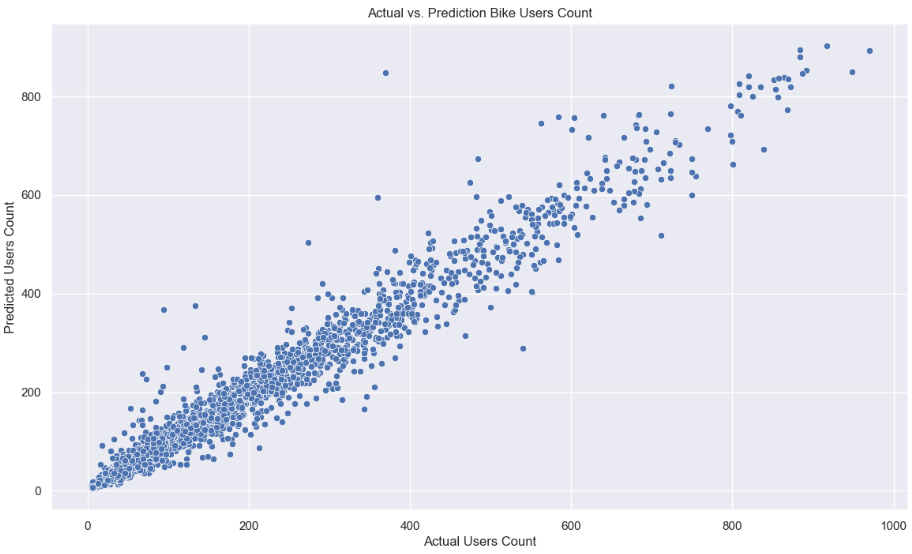 Actual vs. Prediction Bike Users Count
800
600
400
200
0
Predicted Users Count
0 200 400 600 800 1000
Actual Users Count